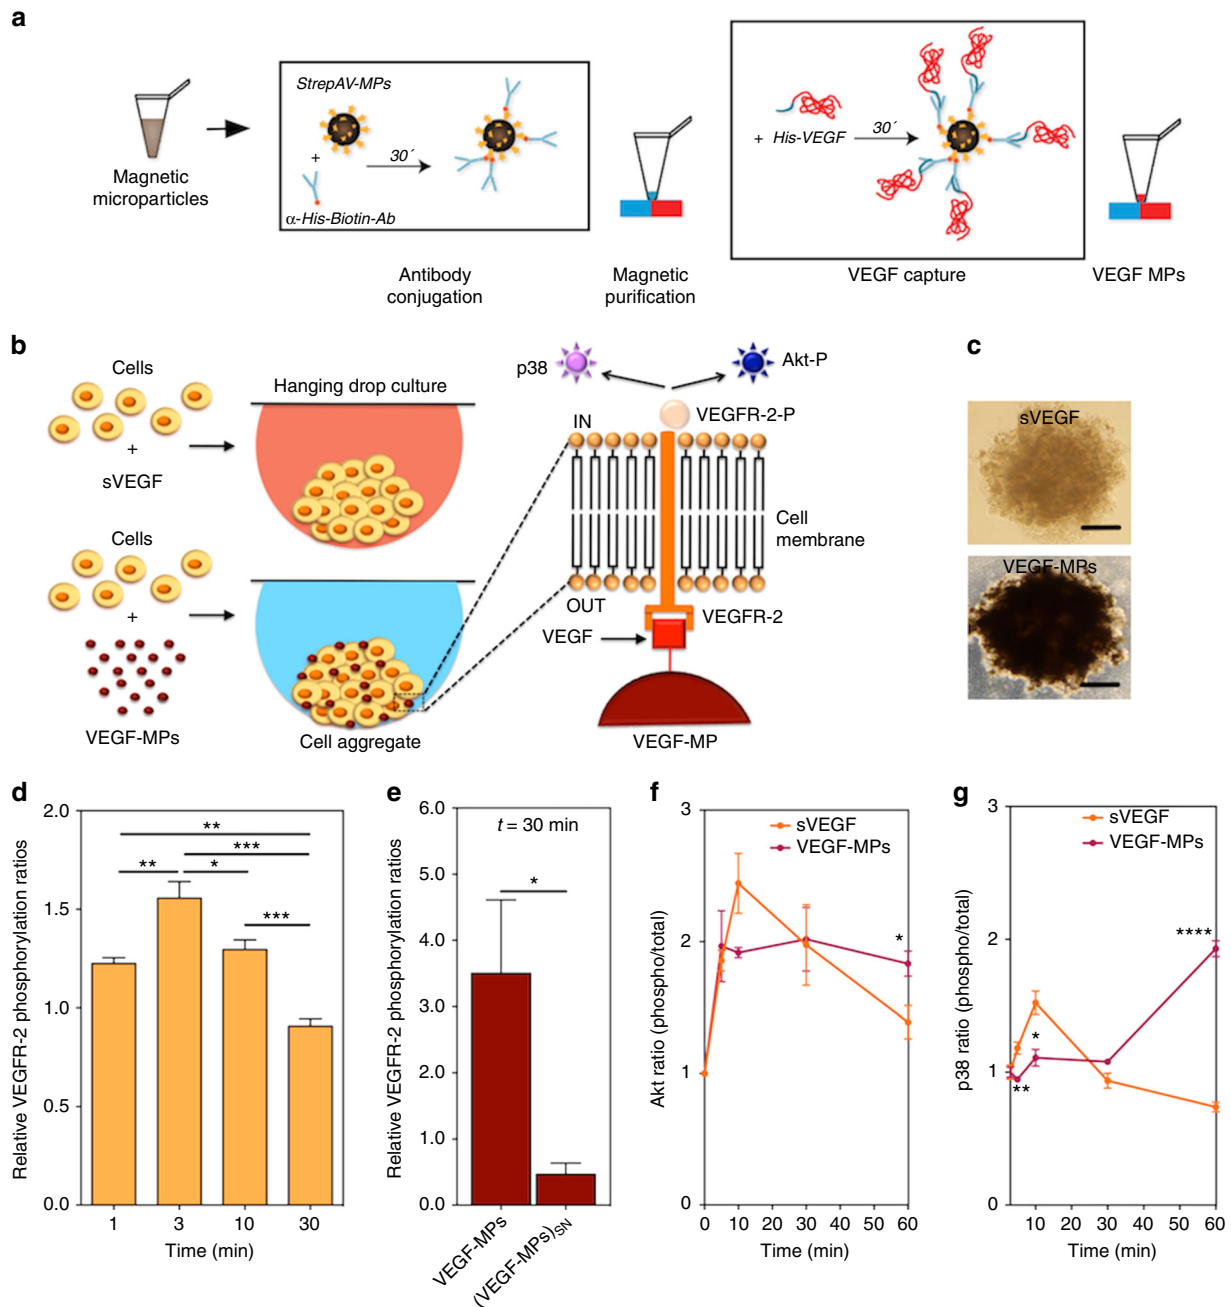 a
Magnetic
microparticles
StrepAV-MPs
+
α-His-Biotin-Ab
30´
Antibody
conjugation
Magnetic
purification
+ His-VEGF
30´
VEGF capture
VEGF MPs
b
Cells
+
sVEGF
Cells
+
VEGF-MPs
Hanging drop culture
Cell aggregate
p38
Akt-P
VEGFR-2-P
IN
Cell
membrane
OUT
VEGFR-2
VEGF
VEGF-MP
c
sVEGF
VEGF-MPs
d
Relative VEGFR-2 phosphorylation ratios
2.0
1.5
1.0
0.5
0.0
**
***
** *
***
1 3 10 30
Time (min)
e
Relative VEGFR-2 phosphorylation ratios
6.0
5.0
4.0
3.0
2.0
1.0
0.0
t = 30 min
*
VEGF-MPs
(VEGF-MPs)SN
f
Akt ratio (phospho/total)
3
2
1
0
sVEGF
VEGF-MPs
*
0 10 20 30 40 50 60
Time (min)
g
p38 ratio (phospho/total)
3
2
1
0
sVEGF
VEGF-MPs
****
*
**
10 20 30 40 50 60
Time (min)